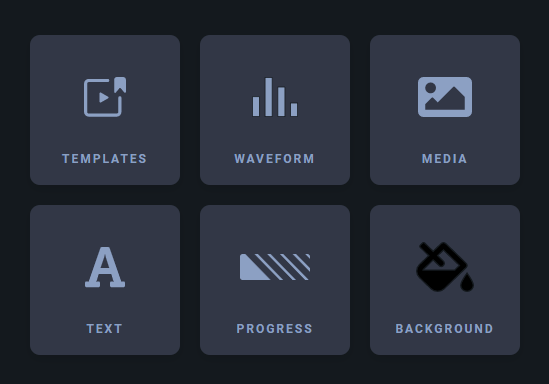 TEMPLATES
WAVEFORM
MEDIA
TEXT
PROGRESS
BACKGROUND